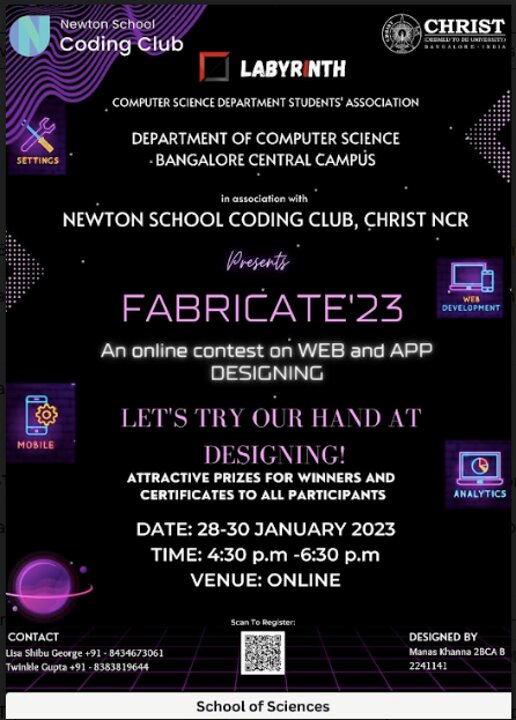 Newton School
Coding Club
CHRIST
(DEEMED TO BE UNIVERSITY)
BANGALORE · INDIA
LABYRINTH
COMPUTER SCIENCE DEPARTMENT STUDENTS' ASSOCIATION
DEPARTMENT OF COMPUTER SCIENCE
BANGALORE CENTRAL CAMPUS
SETTINGS
in association with
NEWTON SCHOOL CODING CLUB, CHRIST NCR
Presents
FABRICATE'23
WEB
DEVELOPMENT
An online contest on WEB and APP
DESIGNING
LET'S TRY OUR HAND AT
DESIGNING!
MOBILE
ATTRACTIVE PRIZES FOR WINNERS AND
CERTIFICATES TO ALL PARTICIPANTS
ANALYTICS
DATE: 28-30 JANUARY 2023
TIME: 4:30 p.m -6:30 p.m
VENUE: ONLINE
Scan To Register:
CONTACT
Lisa Shibu George +91 - 8434673061
Twinkle Gupta +91 - 8383819644
DESIGNED BY
Manas Khanna 2BCA B
2241141
School of Sciences